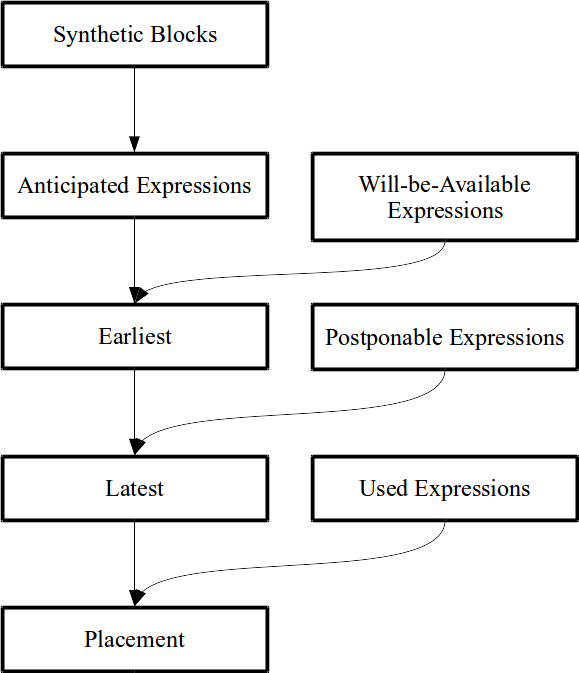 Synthetic Blocks
Anticipated Expressions
Will-be-Available
Expressions
Earliest
Postponable Expressions
Latest
Used Expressions
Placement